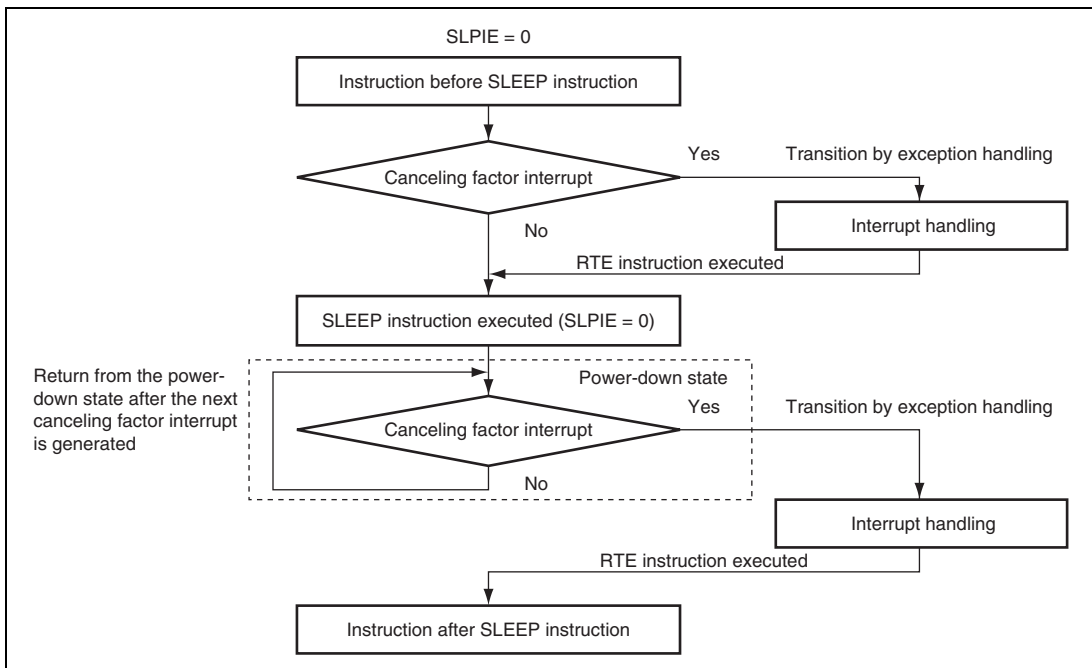 SLPIE = 0
Instruction before SLEEP instruction
Yes
Transition by exception handling
Canceling factor interrupt
Interrupt handling
No
RTE instruction executed
SLEEP instruction executed (SLPIE = 0)
Return from the power-
down state after the next
canceling factor interrupt
is generated
Power-down state
Yes
Transition by exception handling
Canceling factor interrupt
No
Interrupt handling
RTE instruction executed
Instruction after SLEEP instruction